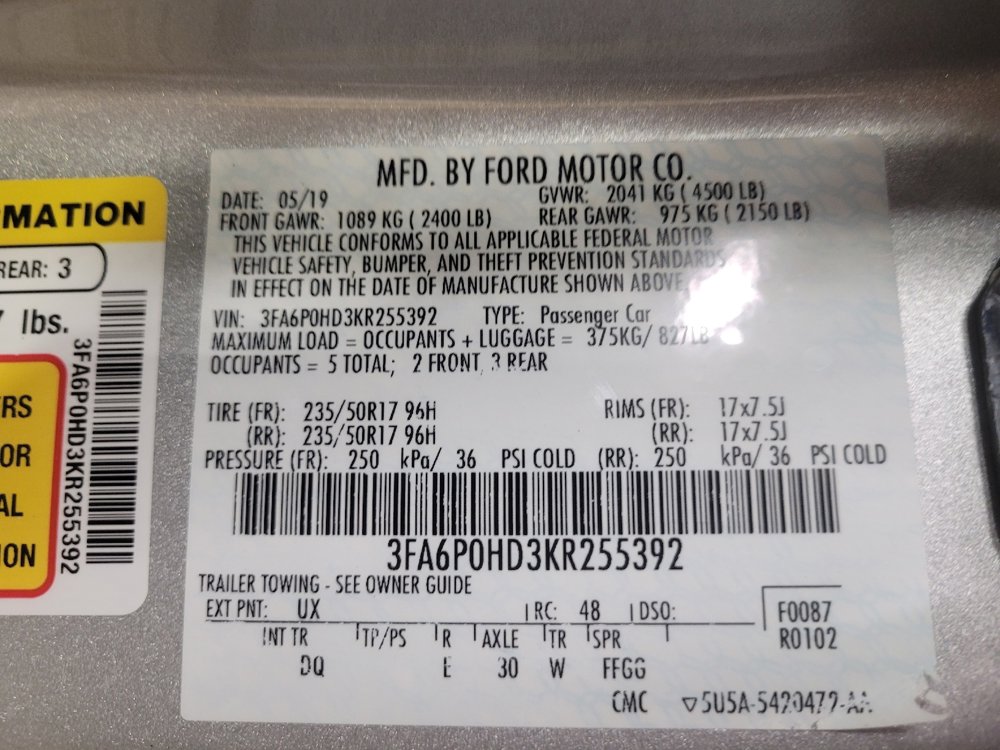 MFD. BY FORD MOTOR CO.
DATE: 05/19 GVWR: 2041 KG ( 4500 LB)
FRONT GAWR: 1089 KG ( 2400 LB) REAR GAWR: 975 KG ( 2150 LB)
THIS VEHICLE CONFORMS TO ALL APPLICABLE FEDERAL MOTOR
VEHICLE SAFETY, BUMPER, AND THEFT PREVENTION STANDARDS
IN EFFECT ON THE DATE OF MANUFACTURE SHOWN ABOVE.
VIN: 3FA6P0HD3KR255392 TYPE: Passenger Car
MAXIMUM LOAD = OCCUPANTS + LUGGAGE = 375KG/ 827LB
OCCUPANTS = 5 TOTAL; 2 FRONT, 3 REAR
TIRE (FR): 235/50R17 96H RIMS (FR): 17x7.5J
(RR): 235/50R17 96H (RR): 17x7.5J
PRESSURE (FR): 250 kPa/ 36 PSI COLD (RR): 250 kPa/ 36 PSI COLD
3FA6P0HD3KR255392
TRAILER TOWING - SEE OWNER GUIDE
EXT PNT: UX RC: 48 DSO: F0087
INT TR TP/PS R AXLE TR SPR R0102
DQ E 30 W FFGG
CMC ▽5U5A-5420472-AA
RMATION
REAR: 3
lbs.
3FA6P0HD3KR255392
RS
OR
AL
ION